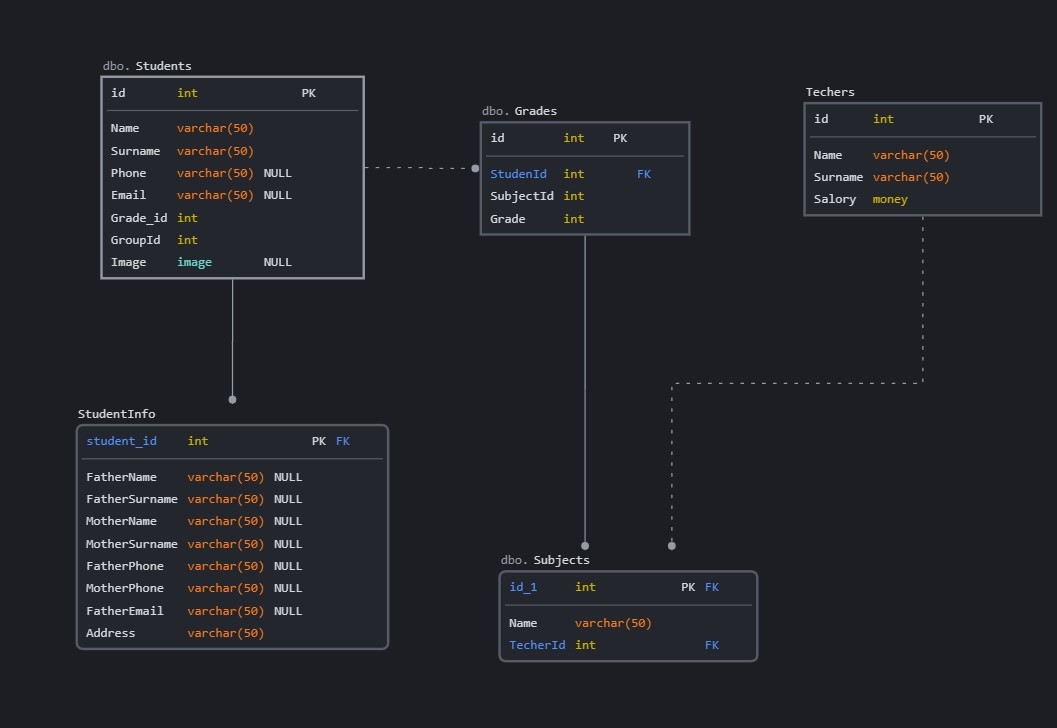 dbo. Students
id int PK
Name varchar(50)
Surname varchar(50)
Phone varchar(50) NULL
Email varchar(50) NULL
Grade_id int
GroupId int
Image image NULL
dbo. Grades
id int PK
StudenId int FK
SubjectId int
Grade int
Techers
id int PK
Name varchar(50)
Surname varchar(50)
Salory money
StudentInfo
student_id int PK FK
FatherName varchar(50) NULL
FatherSurname varchar(50) NULL
MotherName varchar(50) NULL
MotherSurname varchar(50) NULL
FatherPhone varchar(50) NULL
MotherPhone varchar(50) NULL
FatherEmail varchar(50) NULL
Address varchar(50)
dbo. Subjects
id_1 int PK FK
Name varchar(50)
TecherId int FK